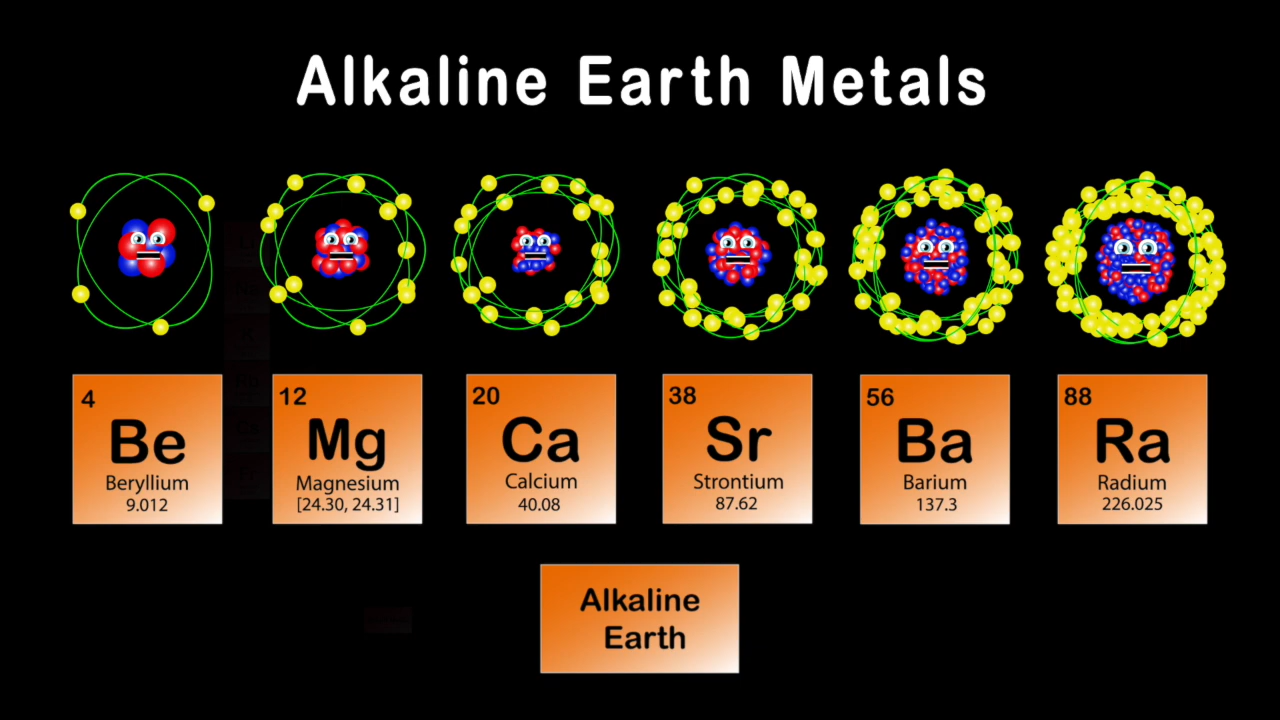 Alkaline Earth Metals
4
Be
Beryllium
9.012
12
Mg
Magnesium
[24.30, 24.31]
20
Ca
Calcium
40.08
38
Sr
Strontium
87.62
56
Ba
Barium
137.3
88
Ra
Radium
226.025
Alkaline
Earth